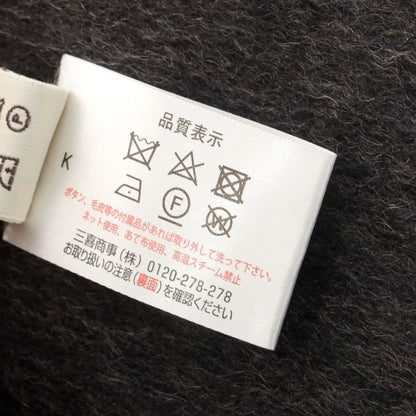 品質表示
K
F
ボタン、毛皮等の付属品があれば取り外して洗って下さい。
ネット使用、あて布使用、高温スチーム禁止
三喜商事（株）0120-278-278
お取り扱いの注意（裏面）を確認ください